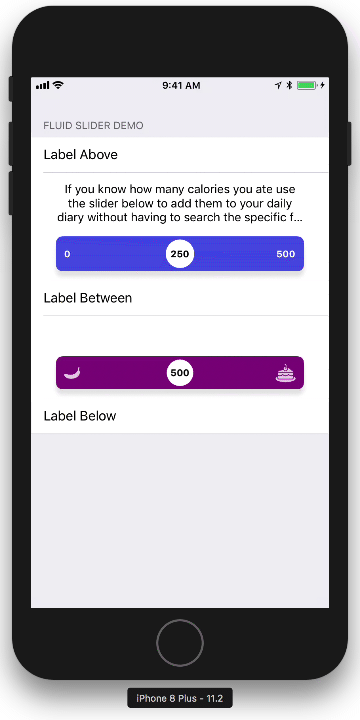 9:41 AM
FLUID SLIDER DEMO
Label Above
If you know how many calories you ate use
the slider below to add them to your daily
diary without having to search the specific f...
0 250 500
Label Between
500
Label Below
iPhone 8 Plus - 11.2